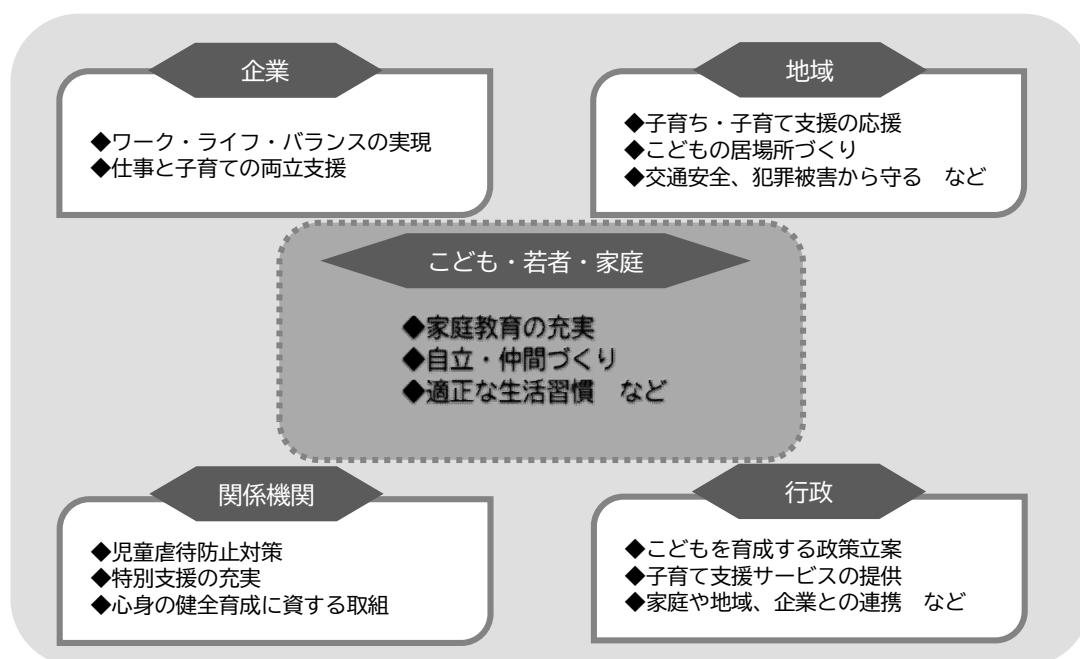 企業
◆ワーク・ライフ・バランスの実現
◆仕事と子育ての両立支援
地域
◆子育ち・子育て支援の応援
◆こどもの居場所づくり
◆交通安全、犯罪被害から守る　など
こども・若者・家庭
◆家庭教育の充実
◆自立・仲間づくり
◆適正な生活習慣　など
関係機関
◆児童虐待防止対策
◆特別支援の充実
◆心身の健全育成に資する取組
行政
◆こどもを育成する政策立案
◆子育て支援サービスの提供
◆家庭や地域、企業との連携　など